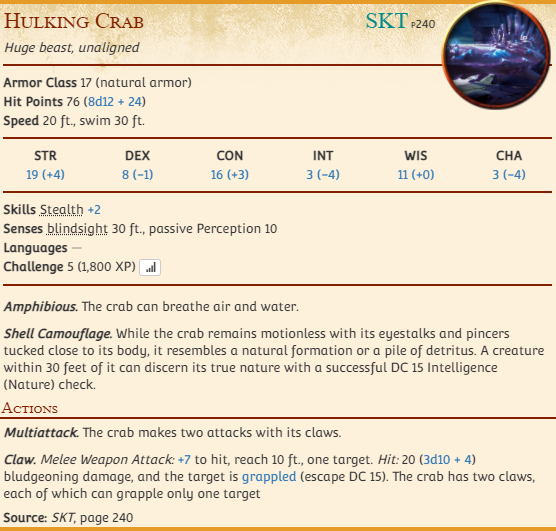 Hulking Crab SKT P240
Huge beast, unaligned
Armor Class 17 (natural armor)
Hit Points 76 (8d12 + 24)
Speed 20 ft., swim 30 ft.
STR DEX CON INT WIS CHA
19 (+4) 8 (−1) 16 (+3) 3 (−4) 11 (+0) 3 (−4)
Skills Stealth +2
Senses blindsight 30 ft., passive Perception 10
Languages —
Challenge 5 (1,800 XP)
Amphibious. The crab can breathe air and water.
Shell Camouflage. While the crab remains motionless with its eyestalks and pincers
tucked close to its body, it resembles a natural formation or a pile of detritus. A creature
within 30 feet of it can discern its true nature with a successful DC 15 Intelligence
(Nature) check.
Actions
Multiattack. The crab makes two attacks with its claws.
Claw. Melee Weapon Attack: +7 to hit, reach 10 ft., one target. Hit: 20 (3d10 + 4)
bludgeoning damage, and the target is grappled (escape DC 15). The crab has two claws,
each of which can grapple only one target
Source: SKT, page 240